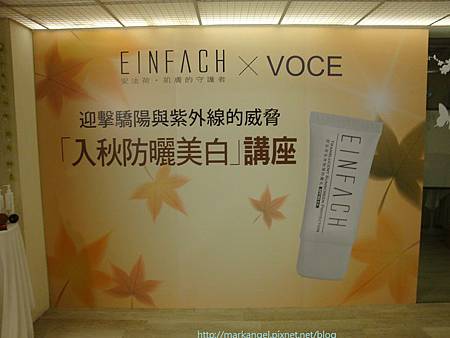 EINFACH × VOCE
安法荷・肌膚的守護者
迎擊驕陽與紫外線的威脅
「入秋防曬美白」講座
EINFACH
http://markangel.pixnet.net/blog